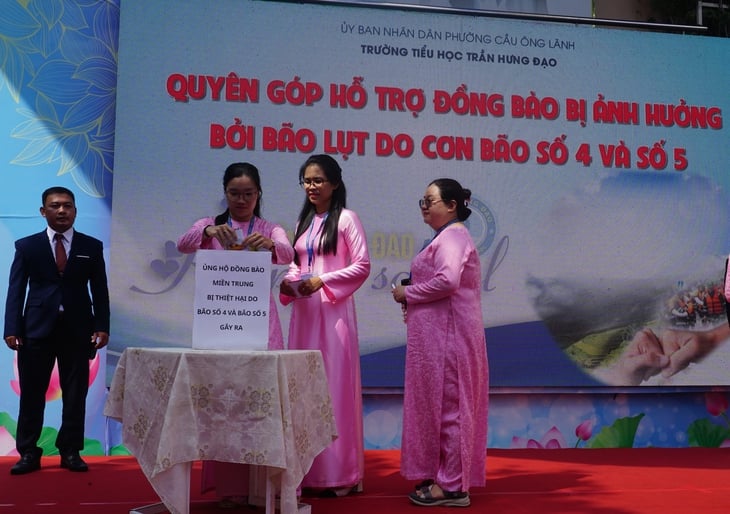 ỦY BAN NHÂN DÂN PHƯỜNG CẦU ÔNG LÃNH
TRƯỜNG TIỂU HỌC TRẦN HƯNG ĐẠO
QUYÊN GÓP HỖ TRỢ ĐỒNG BÀO BỊ ẢNH HƯỞNG
BỞI BÃO LỤT DO CƠN BÃO SỐ 4 VÀ SỐ 5
ĐẠO
ỦNG HỘ ĐỒNG BÀO
MIỀN TRUNG
BỊ THIỆT HẠI DO
BÃO SỐ 4 VÀ BÃO SỐ 5
GÂY RA